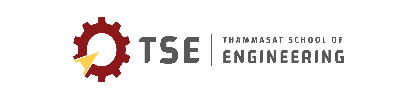 TSE
THAMMASAT SCHOOL OF
ENGINEERING